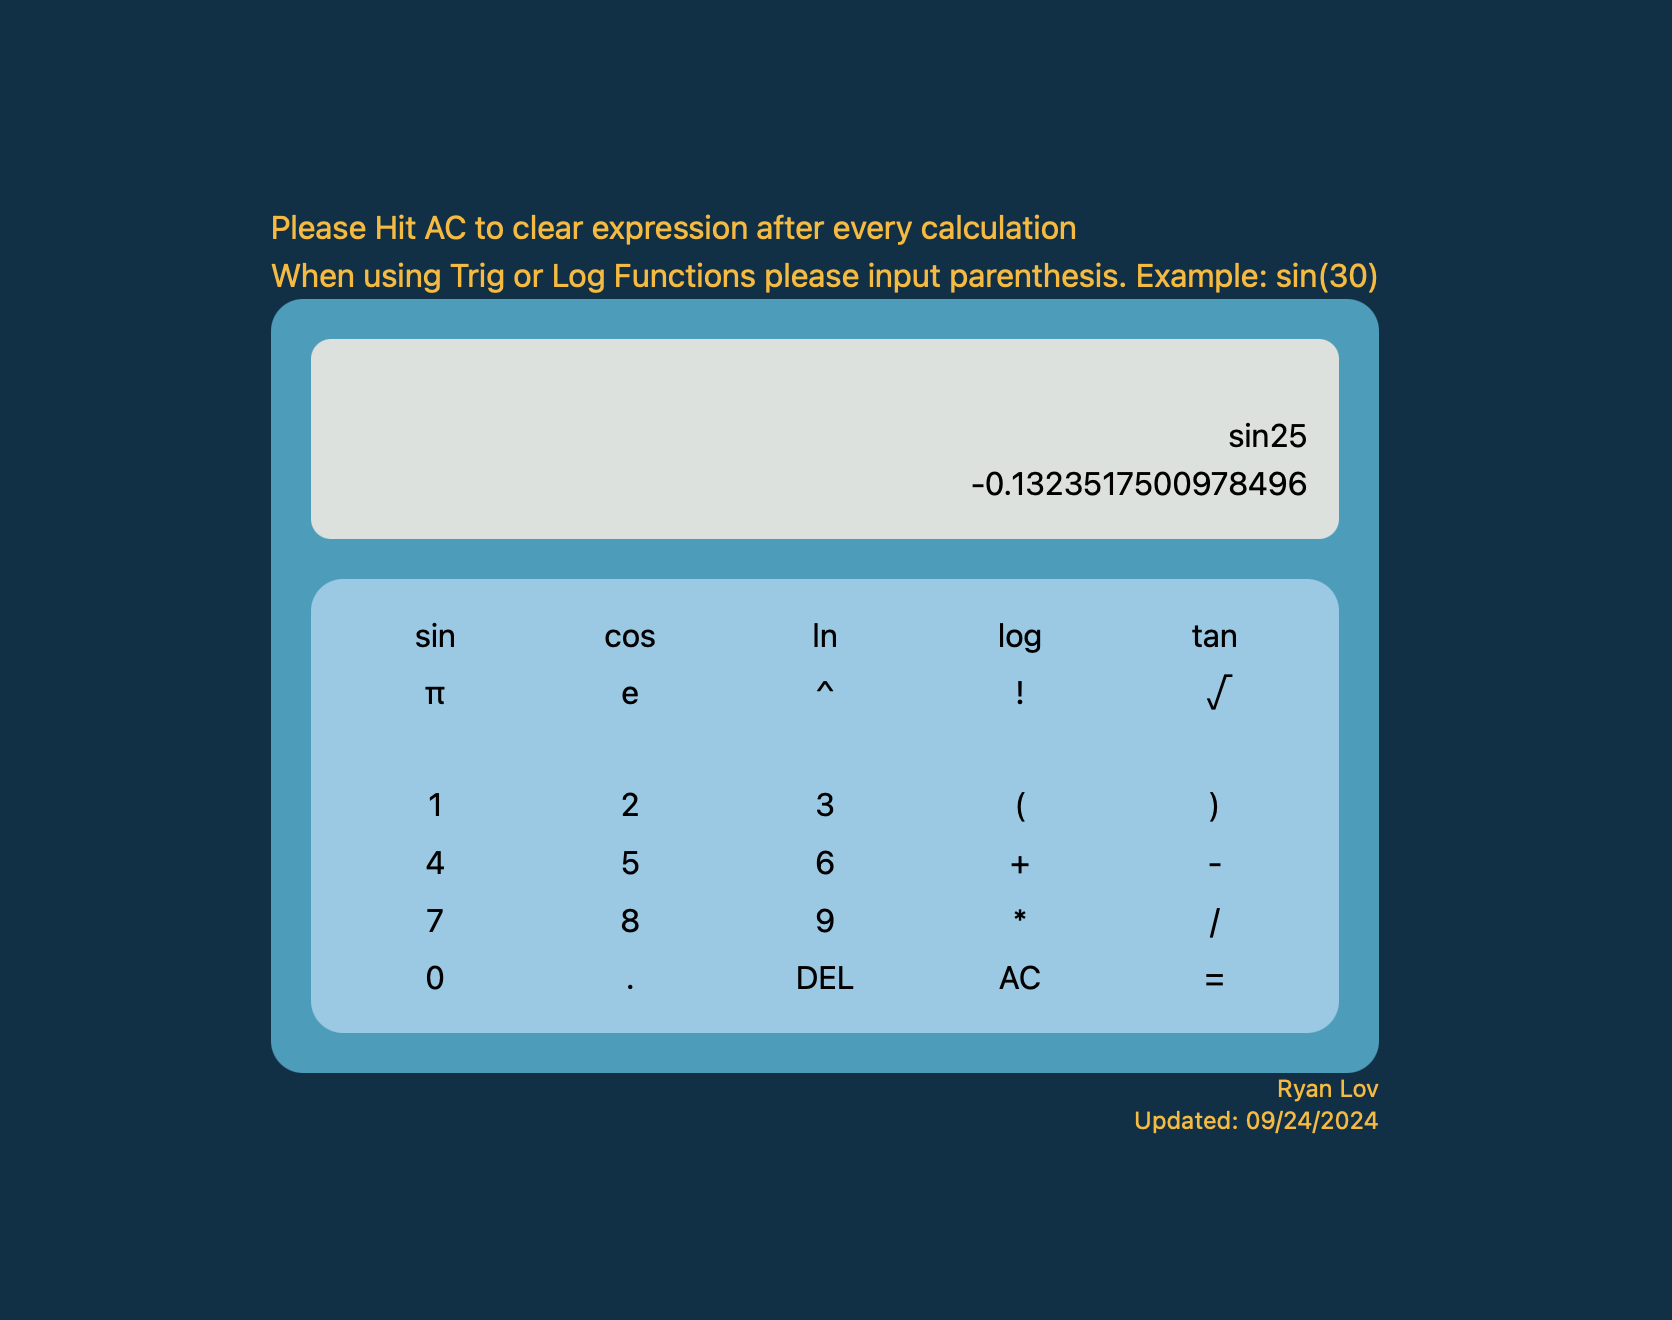 Please Hit AC to clear expression after every calculation
When using Trig or Log Functions please input parenthesis. Example: sin(30)
sin25
-0.1323517500978496
sin cos ln log tan
π e ^ ! √
1 2 3 ( )
4 5 6 + -
7 8 9 * /
0 . DEL AC =
Ryan Lov
Updated: 09/24/2024